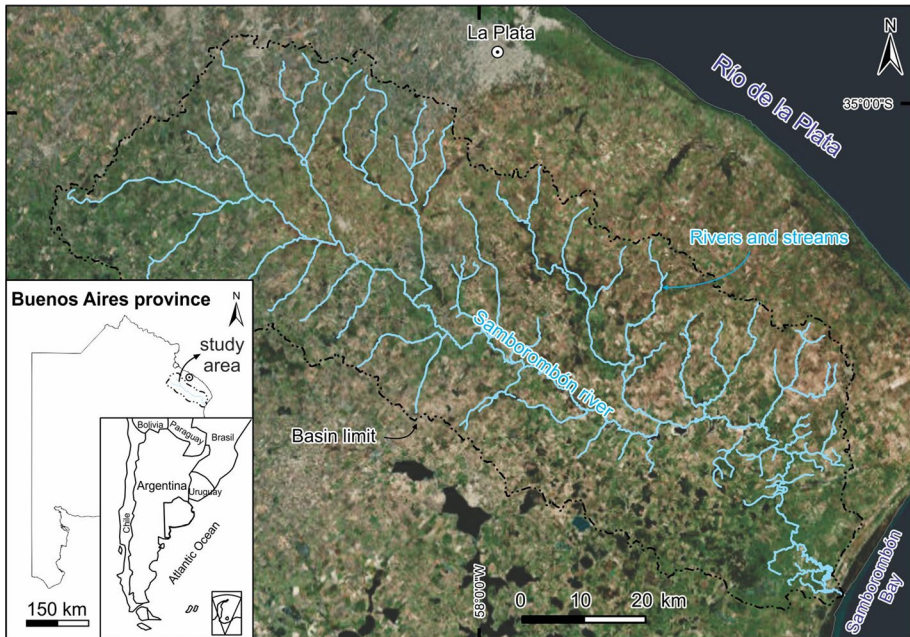 La Plata
N
35°0'0"S
Río de la Plata
Rivers and streams
Samborombón river
Basin limit
58°0'0"W
0 10 20 km
Samborombón
Bay
Buenos Aires province
N
study
area
Bolivia
Paraguay
Brasil
Argentina
Uruguay
Chile
Atlantic Ocean
150 km